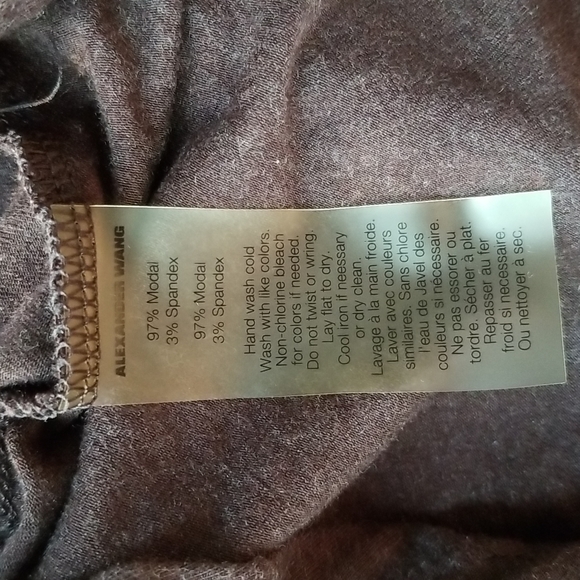 ALEXANDER WANG
97% Modal
3% Spandex
97% Modal
3% Spandex
Hand wash cold
Wash with like colors.
Non-chlorine bleach
for colors if needed.
Do not twist or wring.
Lay flat to dry.
Cool iron if neessary
or dry clean.
Lavage à la main froide.
Laver avec couleurs
similaires. Sans chlore
l'eau de Javel des
couleurs si nécessaire.
Ne pas essorer ou
tordre. Sécher à plat.
Repasser au fer
froid si necessaire.
Ou nettoyer à sec.